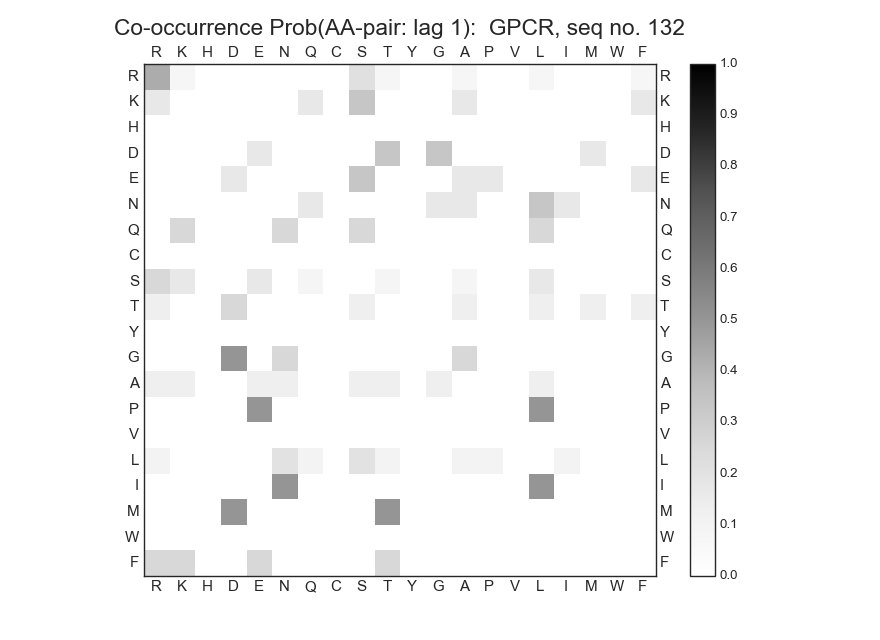 Co-occurrence Prob(AA-pair: lag 1):  GPCR, seq no. 132
R K H D E N Q C S T Y G A P V L I M W F
R R 1.0
K K 0.9
H H
D D 0.8
E E
N N 0.7
Q Q 0.6
C C
S S 0.5
T T
Y Y 0.4
G G
A A 0.3
P P
V V
L L 0.2
I I
M M 0.1
W W
F F 0.0
R K H D E N Q C S T Y G A P V L I M W F